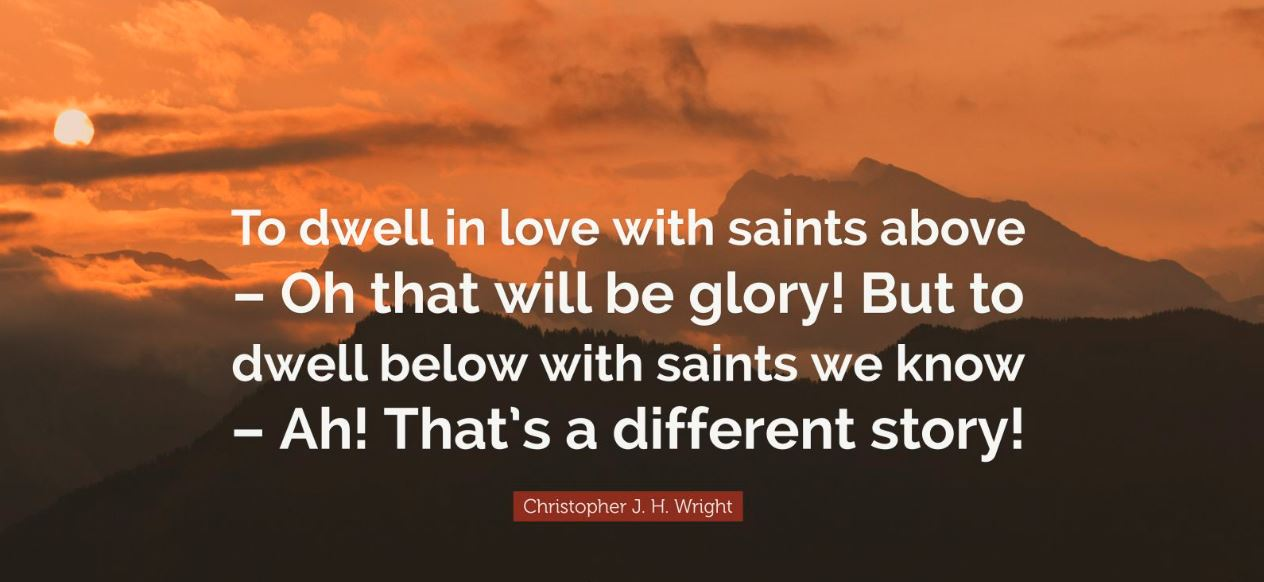 To dwell in love with saints above
– Oh that will be glory! But to
dwell below with saints we know
– Ah! That’s a different story!
Christopher J. H. Wright